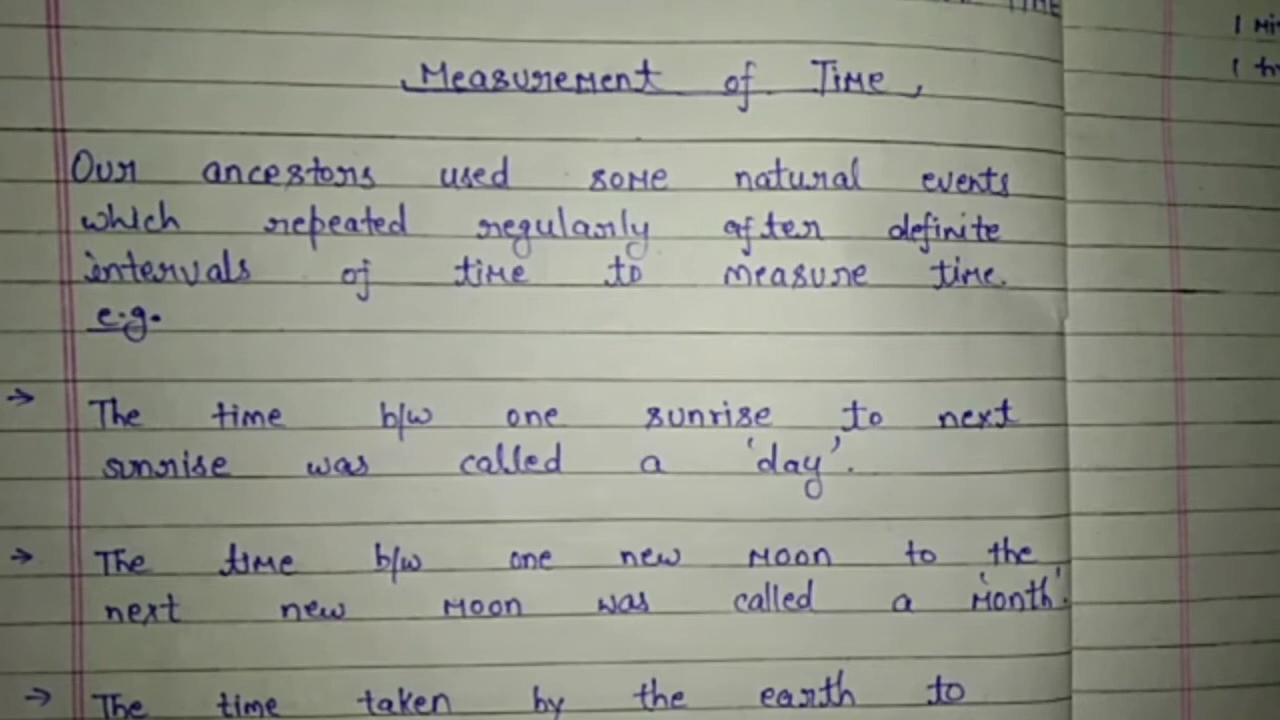 TIME
Measurement of Time
Our ancestors used some natural events
which repeated regularly after definite
intervals of time to measure time.
e.g.
→ The time b/w one sunrise to next
sunrise was called a 'day'.
→ The time b/w one new moon to the
next new moon was called a 'month'.
→ The time taken by the earth to